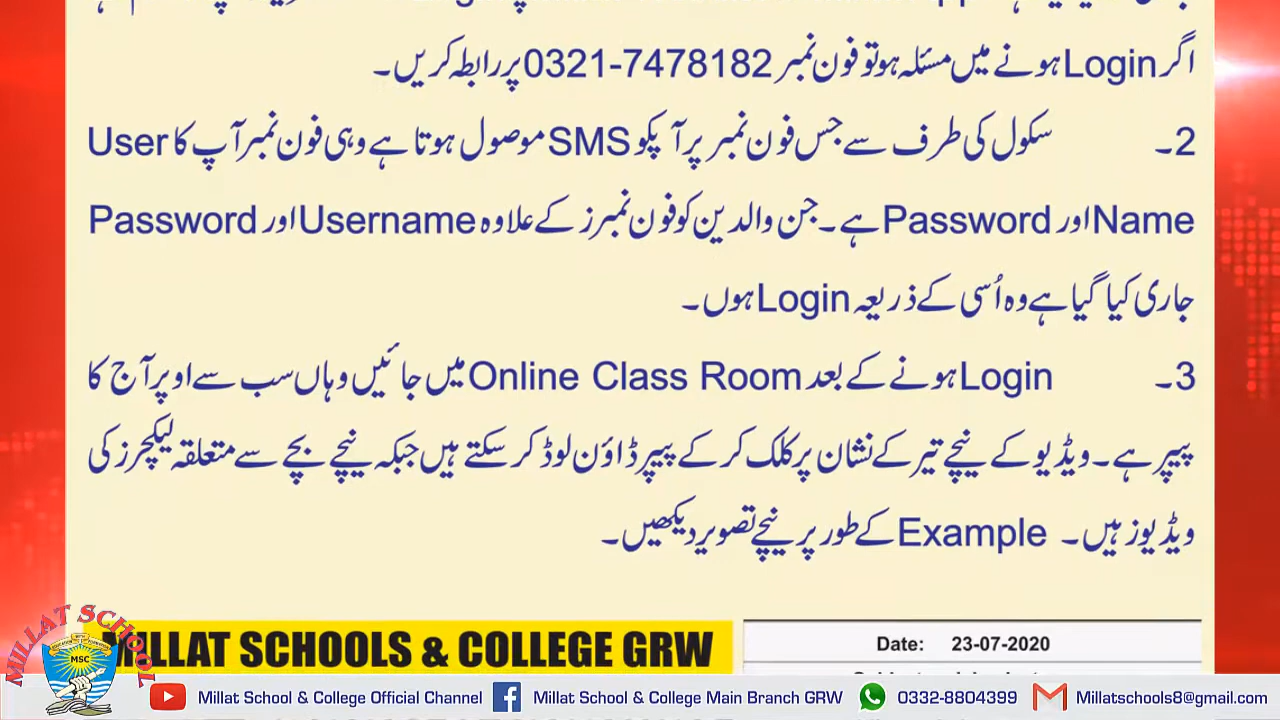 اگر Login ہونے میں مسئلہ ہو تو فون نمبر 0321-7478182 پر رابطہ کریں۔
2۔ سکول کی طرف سے جس فون نمبر پر آپکو SMS موصول ہوتا ہے وہی فون نمبر آپ کا User
Name اور Password ہے۔ جن والدین کو فون نمبرز کے علاوہ Username اور Password
جاری کیا گیا ہے وہ اُسی کے ذریعہ Login ہوں۔
3۔ Login ہونے کے بعد Online Class Room میں جائیں وہاں سب سے اوپر آج کا
پیپر ہے۔ ویڈیو کے نیچے تیر کے نشان پر کلک کر کے پیپر ڈاؤن لوڈ کر سکتے ہیں جبکہ نیچے بچے سے متعلقہ لیکچرز کی
ویڈیوز ہیں۔ Example کے طور پر نیچے تصویر دیکھیں۔
MILLAT SCHOOLS & COLLEGE GRW
Date: 23-07-2020
MILLAT SCHOOL
MSC
Millat School & College Official Channel
Millat School & College Main Branch GRW
0332-8804399
Millatschools8@gmail.com